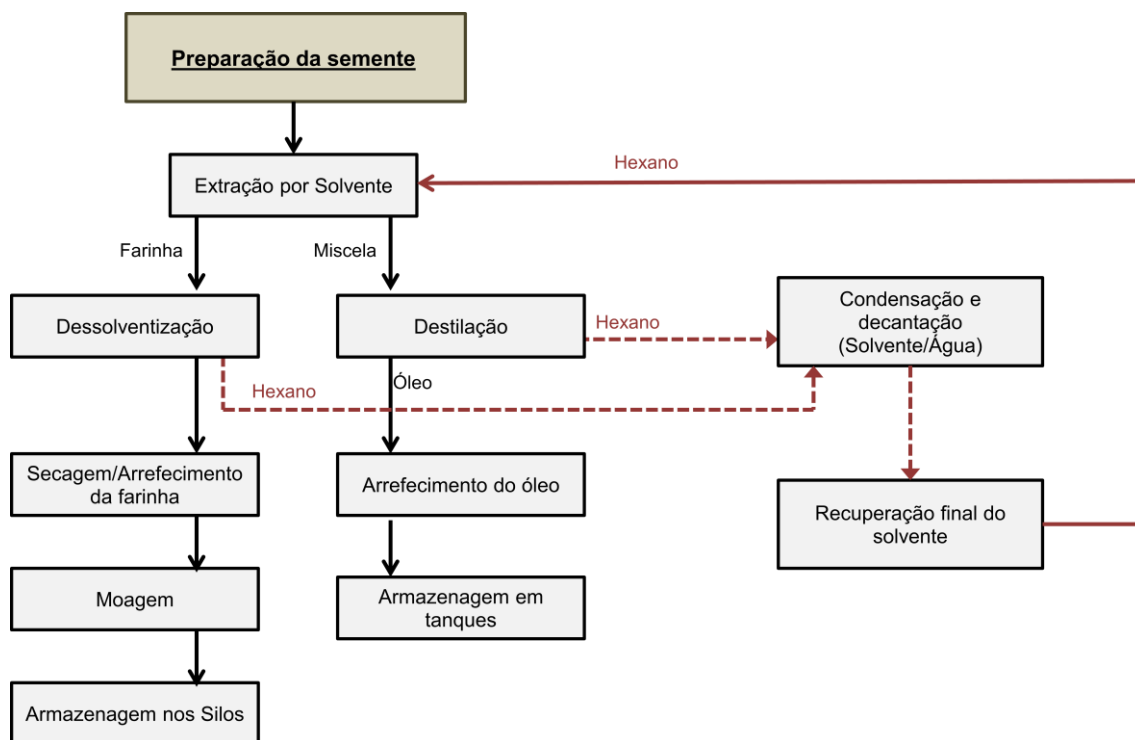 Preparação da semente
Hexano
Extração por Solvente
Farinha
Miscela
Dessolventização
Destilação
Hexano
Condensação e
decantação
(Solvente/Água)
Hexano
Óleo
Secagem/Arrefecimento
da farinha
Arrefecimento do óleo
Recuperação final do
solvente
Moagem
Armazenagem em
tanques
Armazenagem nos Silos